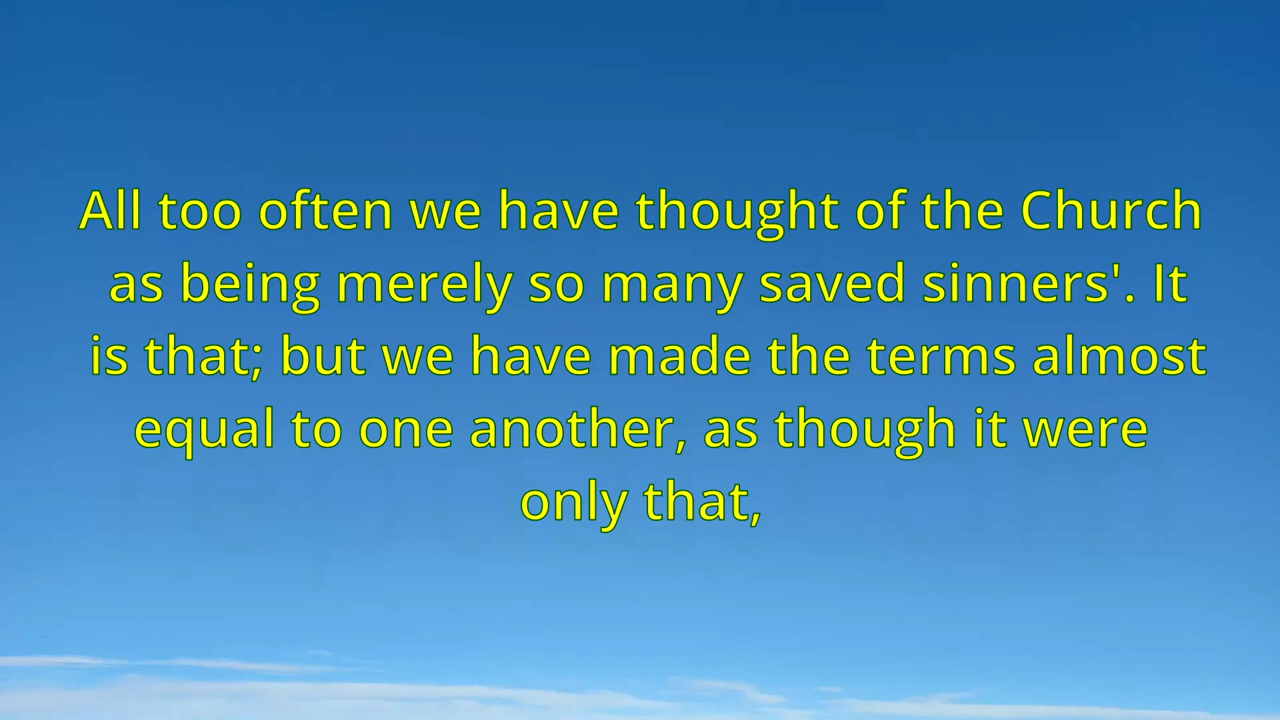 All too often we have thought of the Church
as being merely so many saved sinners'. It
is that; but we have made the terms almost
equal to one another, as though it were
only that,